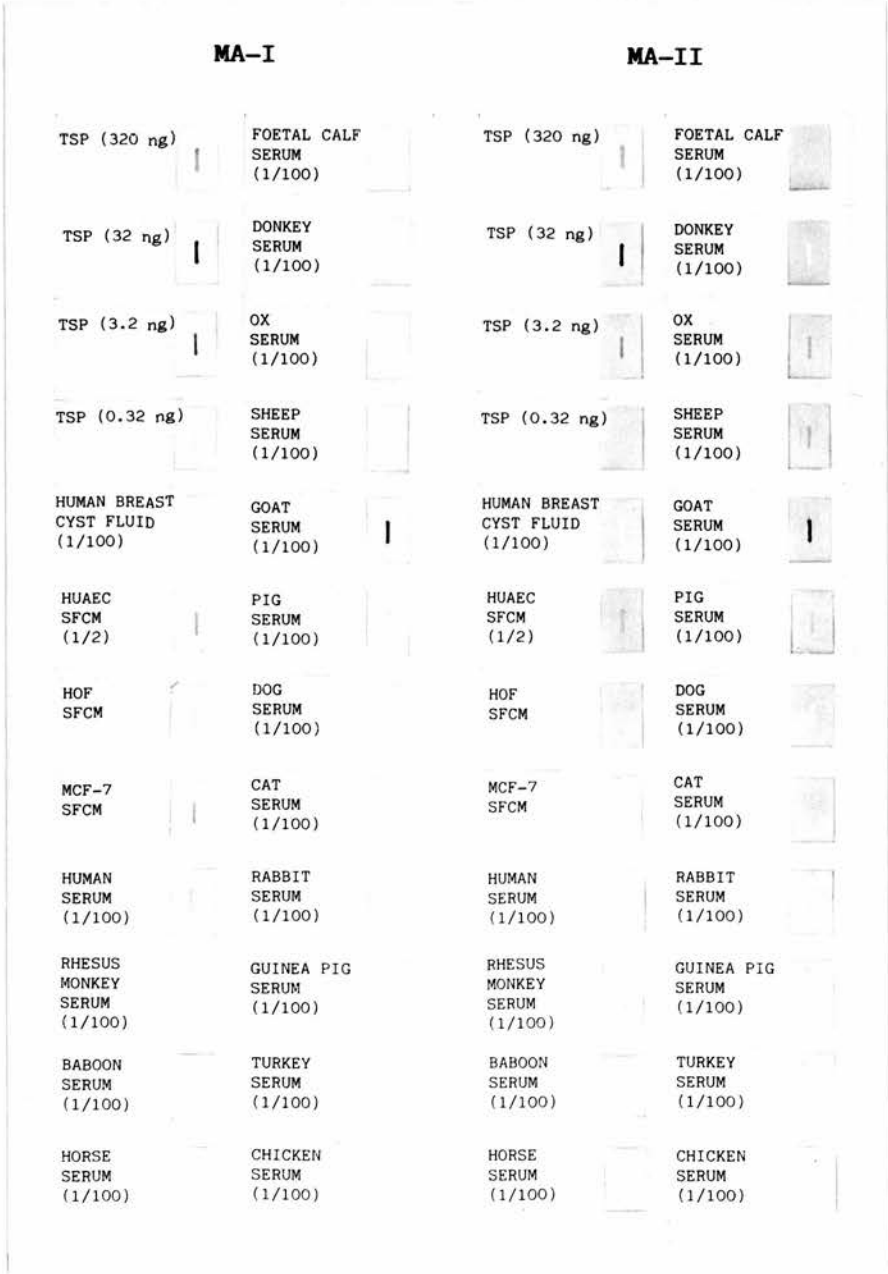 MA-I
TSP (320 ng)
TSP (32 ng)
TSP (3.2 ng)
TSP (0.32 ng)
HUMAN BREAST
CYST FLUID
(1/100)
HUAEC
SFCM
(1/2)
HOF
SFCM
MCF-7
SFCM
HUMAN
SERUM
(1/100)
RHESUS
MONKEY
SERUM
(1/100)
BABOON
SERUM
(1/100)
HORSE
SERUM
(1/100)
FOETAL CALF
SERUM
(1/100)
DONKEY
SERUM
(1/100)
OX
SERUM
(1/100)
SHEEP
SERUM
(1/100)
GOAT
SERUM
(1/100)
PIG
SERUM
(1/100)
DOG
SERUM
(1/100)
CAT
SERUM
(1/100)
RABBIT
SERUM
(1/100)
GUINEA PIG
SERUM
(1/100)
TURKEY
SERUM
(1/100)
CHICKEN
SERUM
(1/100)
MA-II
TSP (320 ng)
TSP (32 ng)
TSP (3.2 ng)
TSP (0.32 ng)
HUMAN BREAST
CYST FLUID
(1/100)
HUAEC
SFCM
(1/2)
HOF
SFCM
MCF-7
SFCM
HUMAN
SERUM
(1/100)
RHESUS
MONKEY
SERUM
(1/100)
BABOON
SERUM
(1/100)
HORSE
SERUM
(1/100)
FOETAL CALF
SERUM
(1/100)
DONKEY
SERUM
(1/100)
OX
SERUM
(1/100)
SHEEP
SERUM
(1/100)
GOAT
SERUM
(1/100)
PIG
SERUM
(1/100)
DOG
SERUM
(1/100)
CAT
SERUM
(1/100)
RABBIT
SERUM
(1/100)
GUINEA PIG
SERUM
(1/100)
TURKEY
SERUM
(1/100)
CHICKEN
SERUM
(1/100)